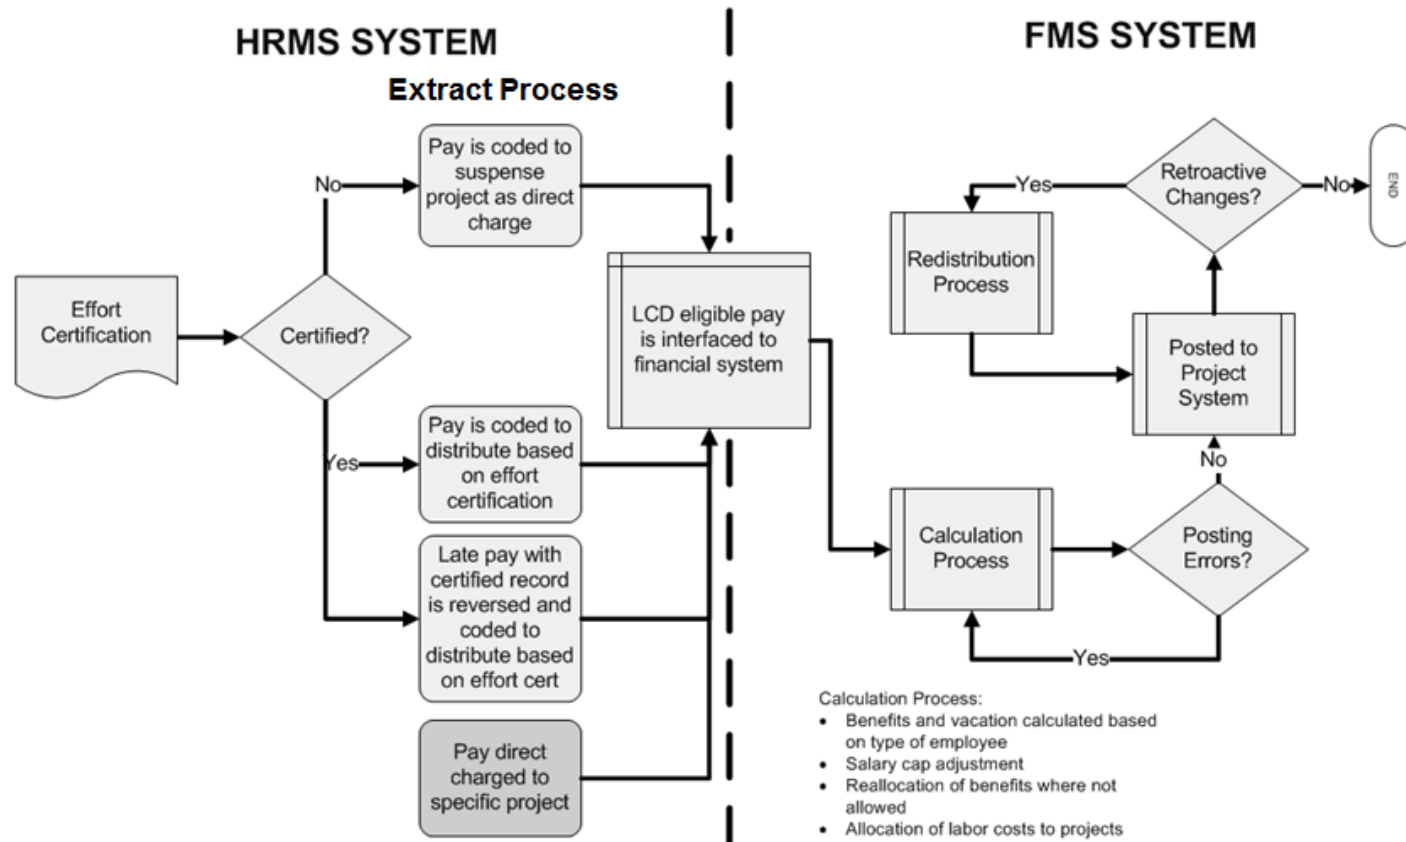 HRMS SYSTEM
FMS SYSTEM
Extract Process
Pay is coded to
suspense
project as direct
charge
No
Effort
Certification
Certified?
LCD eligible pay
is interfaced to
financial system
Yes
Pay is coded to
distribute based
on effort
certification
Late pay with
certified record
is reversed and
coded to
distribute based
on effort cert
Pay direct
charged to
specific project
Retroactive
Changes?
Yes
No
END
Redistribution
Process
Posted to
Project
System
No
Calculation
Process
Posting
Errors?
Yes
Calculation Process:
• Benefits and vacation calculated based
on type of employee
• Salary cap adjustment
• Reallocation of benefits where not
allowed
• Allocation of labor costs to projects